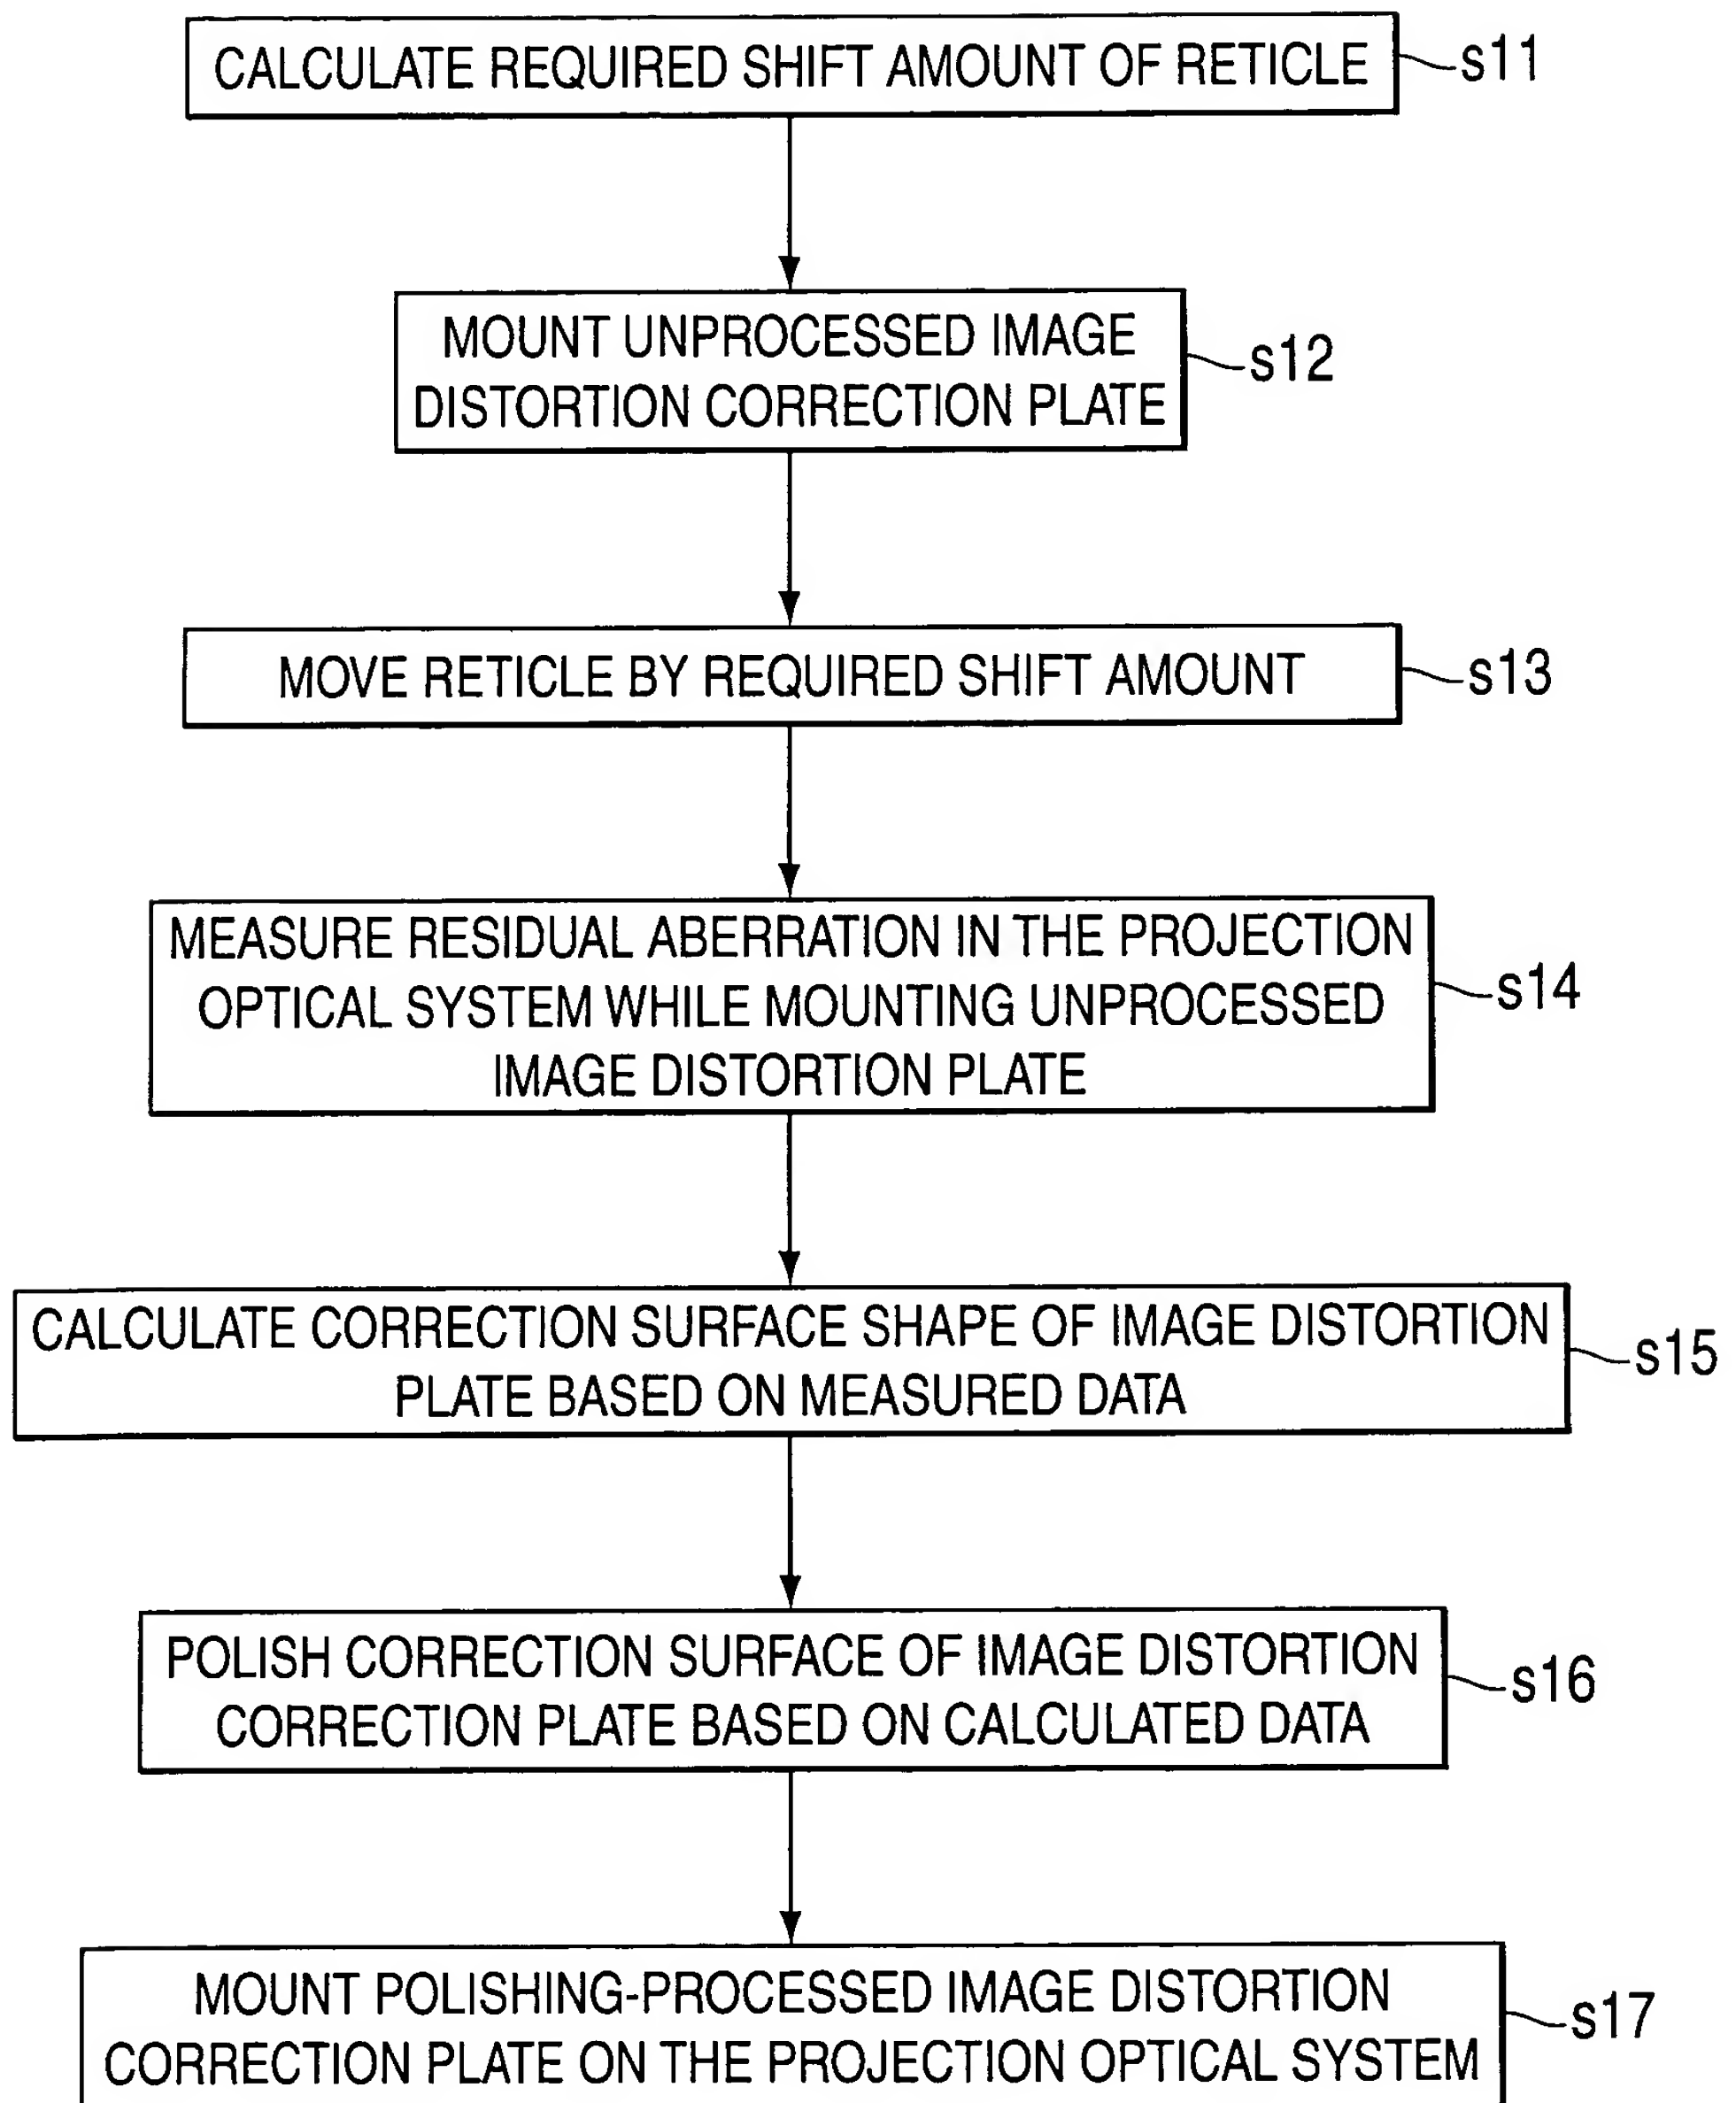 CALCULATE REQUIRED SHIFT AMOUNT OF RETICLE
s11
MOUNT UNPROCESSED IMAGE
DISTORTION CORRECTION PLATE
s12
MOVE RETICLE BY REQUIRED SHIFT AMOUNT
s13
MEASURE RESIDUAL ABERRATION IN THE PROJECTION
OPTICAL SYSTEM WHILE MOUNTING UNPROCESSED
IMAGE DISTORTION PLATE
s14
CALCULATE CORRECTION SURFACE SHAPE OF IMAGE DISTORTION
PLATE BASED ON MEASURED DATA
s15
POLISH CORRECTION SURFACE OF IMAGE DISTORTION
CORRECTION PLATE BASED ON CALCULATED DATA
s16
MOUNT POLISHING-PROCESSED IMAGE DISTORTION
CORRECTION PLATE ON THE PROJECTION OPTICAL SYSTEM
s17